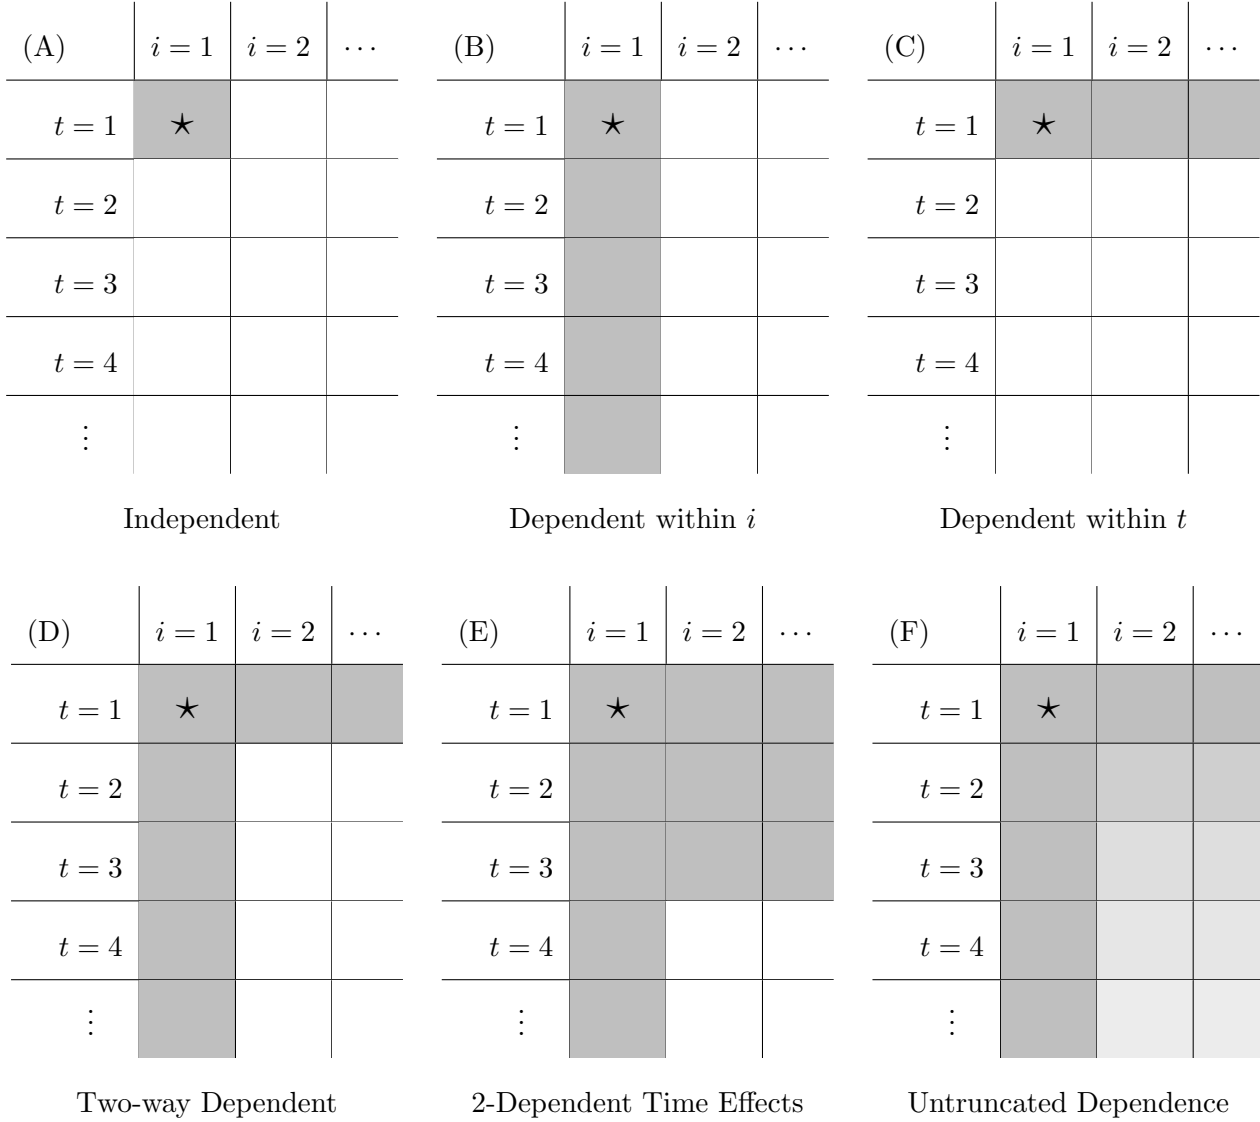 (A) i = 1 i = 2 ⋯
t = 1 ⋆
t = 2
t = 3
t = 4
⋮
Independent
(B) i = 1 i = 2 ⋯
t = 1 ⋆
t = 2
t = 3
t = 4
⋮
Dependent within i
(C) i = 1 i = 2 ⋯
t = 1 ⋆
t = 2
t = 3
t = 4
⋮
Dependent within t
(D) i = 1 i = 2 ⋯
t = 1 ⋆
t = 2
t = 3
t = 4
⋮
Two-way Dependent
(E) i = 1 i = 2 ⋯
t = 1 ⋆
t = 2
t = 3
t = 4
⋮
2-Dependent Time Effects
(F) i = 1 i = 2 ⋯
t = 1 ⋆
t = 2
t = 3
t = 4
⋮
Untruncated Dependence